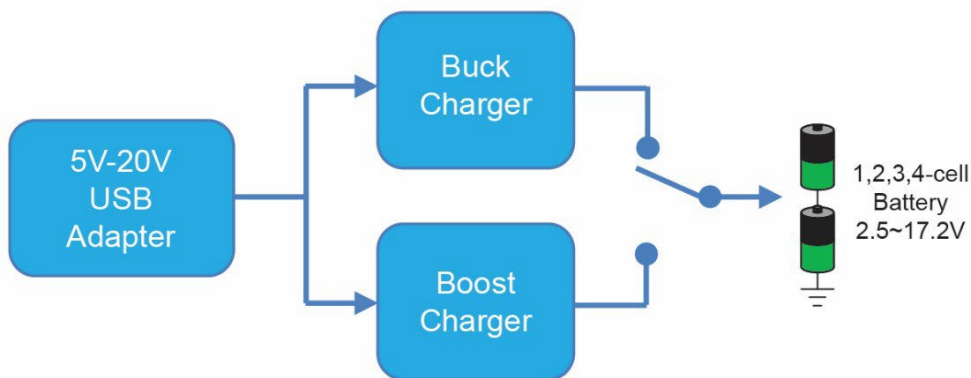 5V-20V
USB
Adapter
Buck
Charger
Boost
Charger
1,2,3,4-cell
Battery
2.5~17.2V